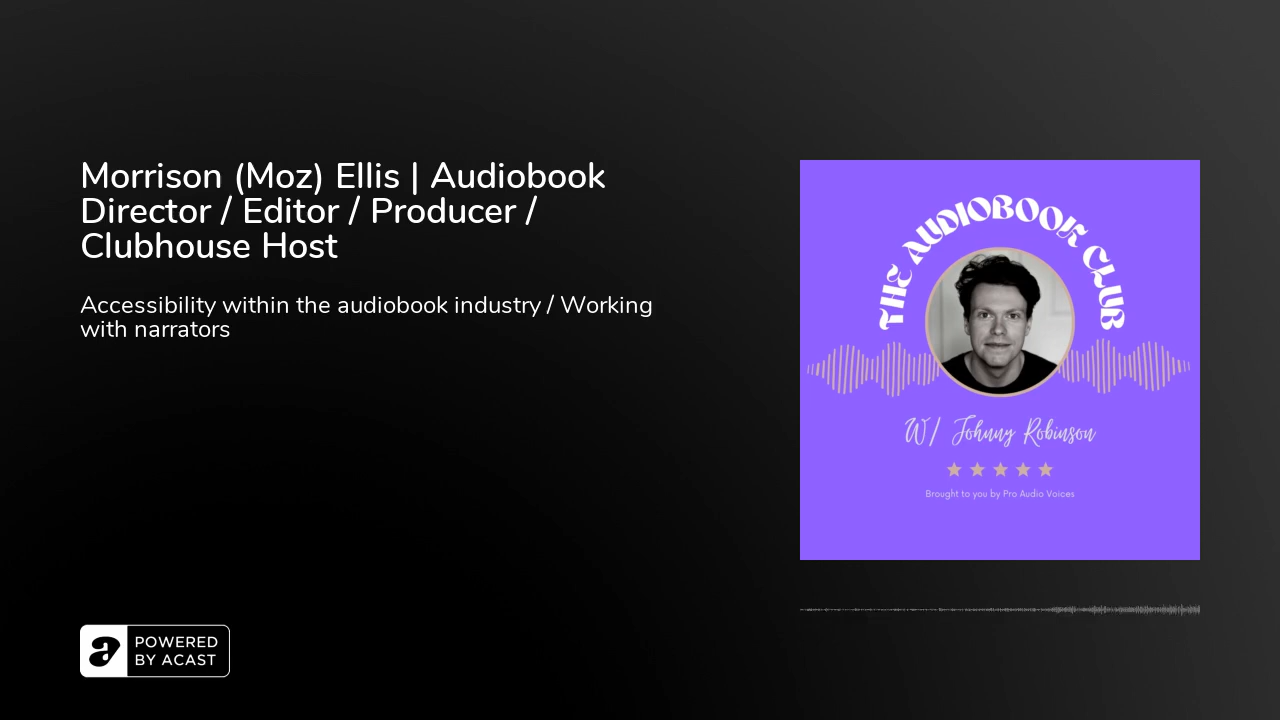 Morrison (Moz) Ellis | Audiobook
Director / Editor / Producer /
Clubhouse Host
Accessibility within the audiobook industry / Working
with narrators
THE AUDIOBOOK CLUB
W/ Johnny Robinson
Brought to you by Pro Audio Voices
a POWERED
BY ACAST